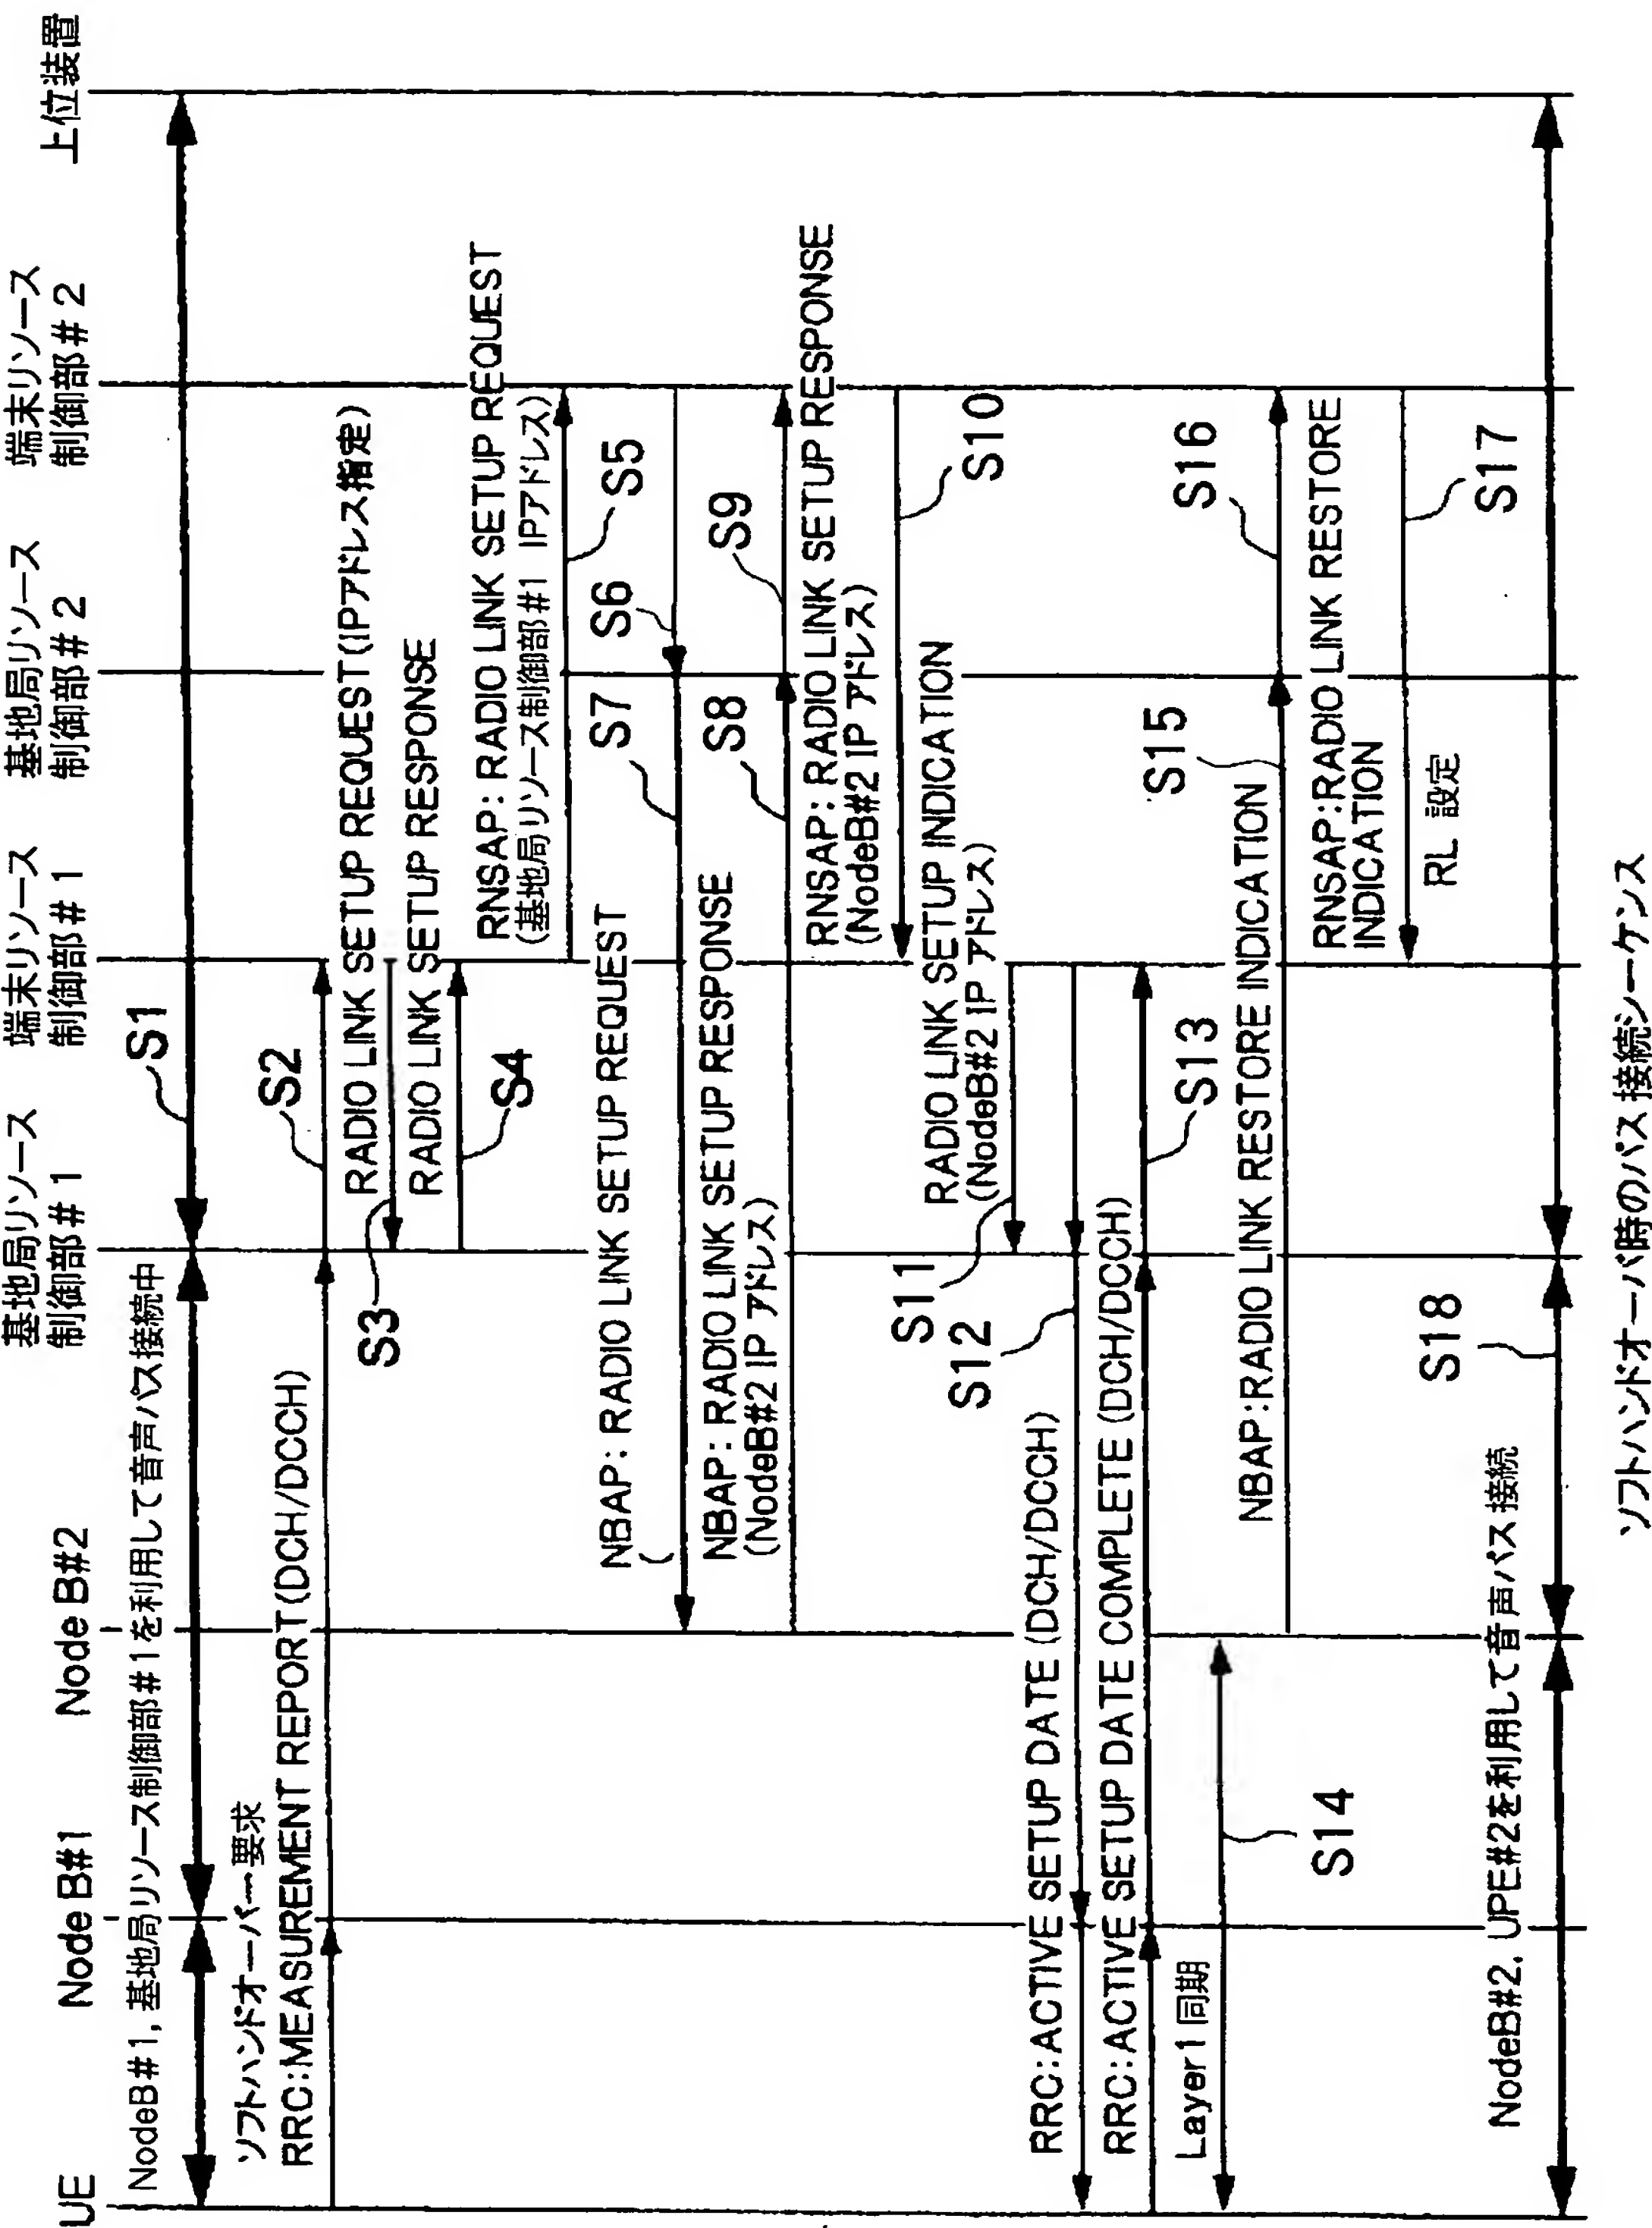 UE
Node B#1
Node B#2
基地局リソース
制御部#1
端末リソース
制御部#1
基地局リソース
制御部#2
端末リソース
制御部#2
上位装置
S1
NodeB#1, 基地局リソース制御部#1を利用して音声パス接続中
ソフトハンドオーバー要求
RRC:MEASUREMENT REPORT(DCH/DCCH)
S2
RADIO LINK SETUP REQUEST(IPアドレス指定)
S3
RADIO LINK SETUP RESPONSE
S4
RNSAP: RADIO LINK SETUP REQUEST
(基地局リソース制御部#1 IPアドレス)
S5
S6
NBAP: RADIO LINK SETUP REQUEST
(
S7
NBAP: RADIO LINK SETUP RESPONSE
(NodeB#2 IP アドレス)
S8
S9
RNSAP: RADIO LINK SETUP RESPONSE
(NodeB#2 IP アドレス)
S10
RADIO LINK SETUP INDICATION
(NodeB#2 IP アドレス)
S11
S12
RRC:ACTIVE SETUP DATE (DCH/DCCH)
RRC:ACTIVE SETUP DATE COMPLETE (DCH/DCCH)
S13
Layer1 同期
S14
NBAP:RADIO LINK RESTORE INDICATION
S15
S16
RNSAP:RADIO LINK RESTORE
INDICATION
S17
RL 設定
NodeB#2, UPE#2を利用して音声パス接続
S18
ソフトハンドオーバ時のパス接続シーケンス